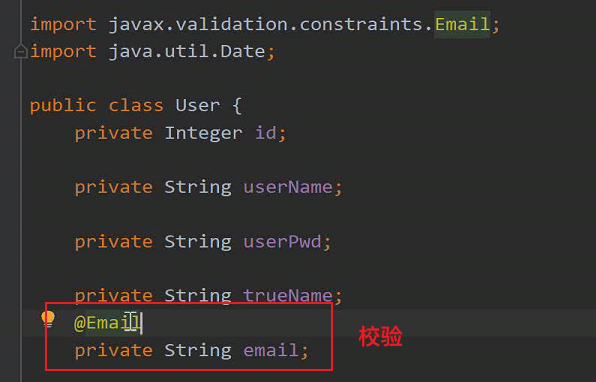 import javax.validation.constraints.Email;
import java.util.Date;
public class User {
private Integer id;
private String userName;
private String userPwd;
private String trueName;
@Email
private String email;
校验